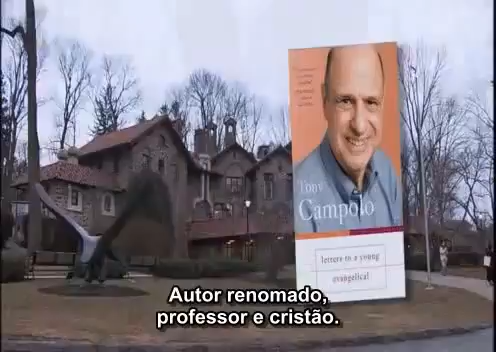 Tony
Campolo
letters to a young
evangelical
Autor renomado,
professor e cristão.